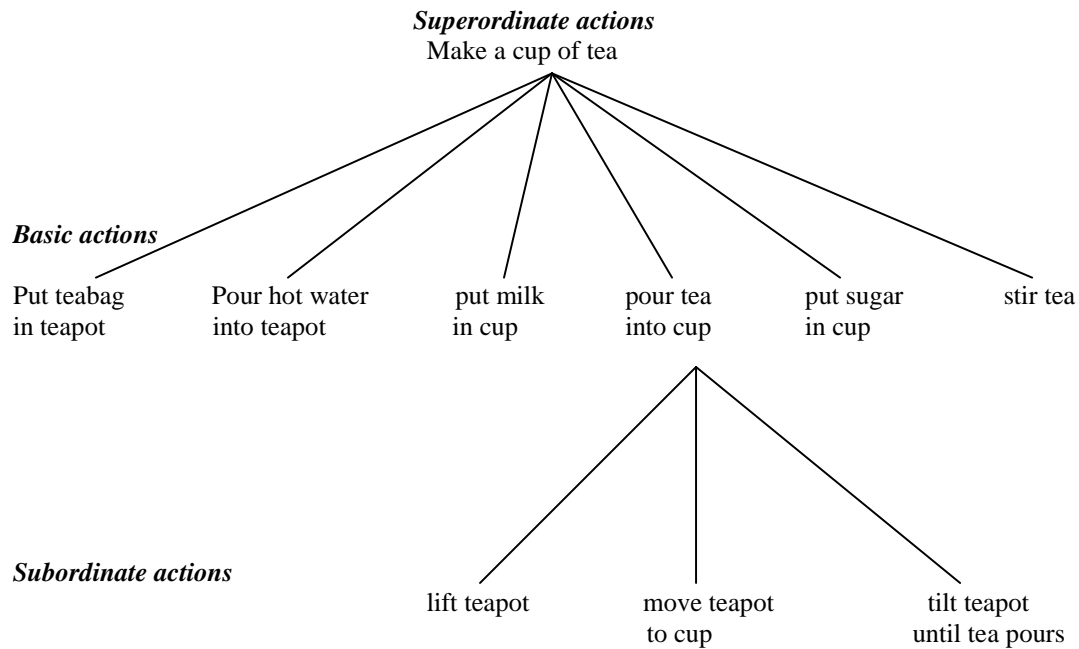 Superordinate actions
Make a cup of tea
Basic actions
Put teabag
in teapot
Pour hot water
into teapot
put milk
in cup
pour tea
into cup
put sugar
in cup
stir tea
Subordinate actions
lift teapot
move teapot
to cup
tilt teapot
until tea pours